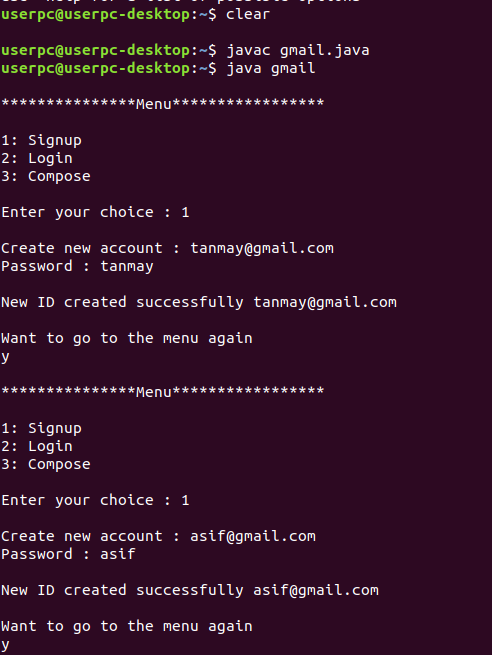 userpc@userpc-desktop:~$ clear
userpc@userpc-desktop:~$ javac gmail.java
userpc@userpc-desktop:~$ java gmail
***************Menu*****************
1: Signup
2: Login
3: Compose
Enter your choice : 1
Create new account : tanmay@gmail.com
Password : tanmay
New ID created successfully tanmay@gmail.com
Want to go to the menu again
y
***************Menu*****************
1: Signup
2: Login
3: Compose
Enter your choice : 1
Create new account : asif@gmail.com
Password : asif
New ID created successfully asif@gmail.com
Want to go to the menu again
y